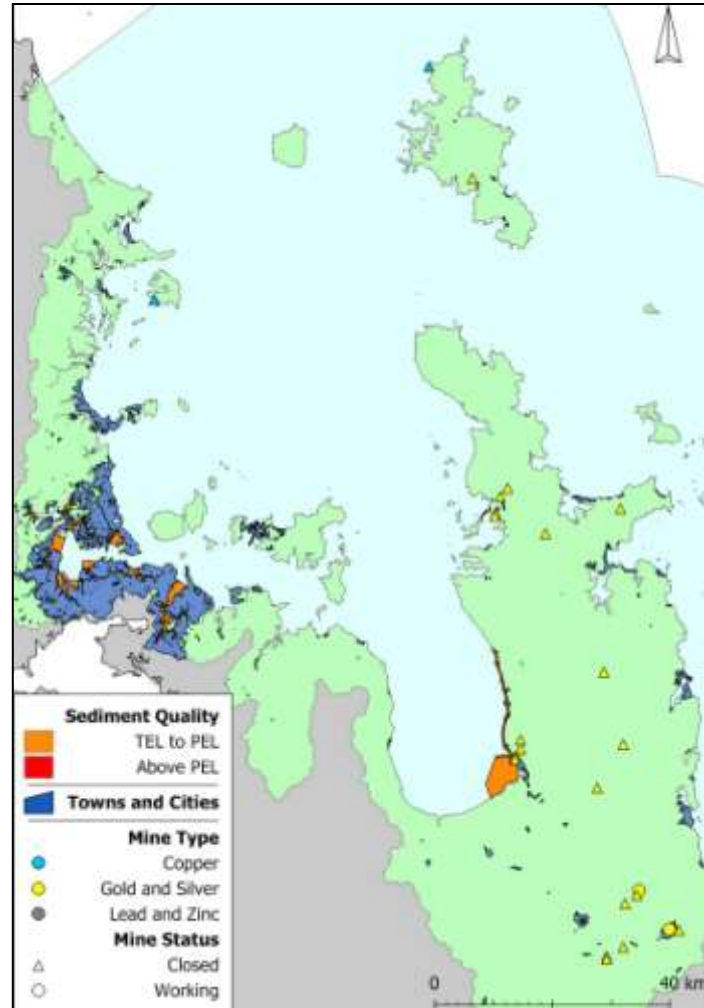 Sediment Quality
TEL to PEL
Above PEL
Towns and Cities
Mine Type
Copper
Gold and Silver
Lead and Zinc
Mine Status
Closed
Working
0 40 km